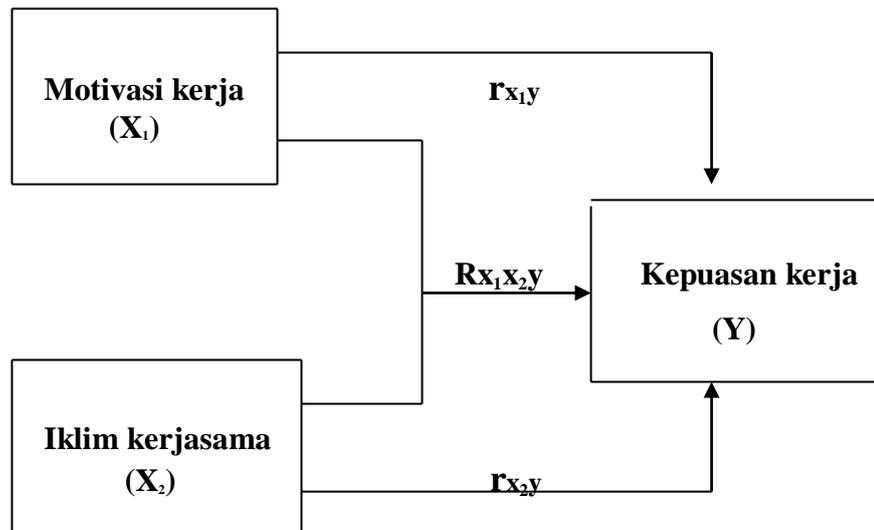 Motivasi kerja
(X₁)
rx₁y
Rx₁x₂y
Kepuasan kerja
(Y)
Iklim kerjasama
(X₂)
rx₂y